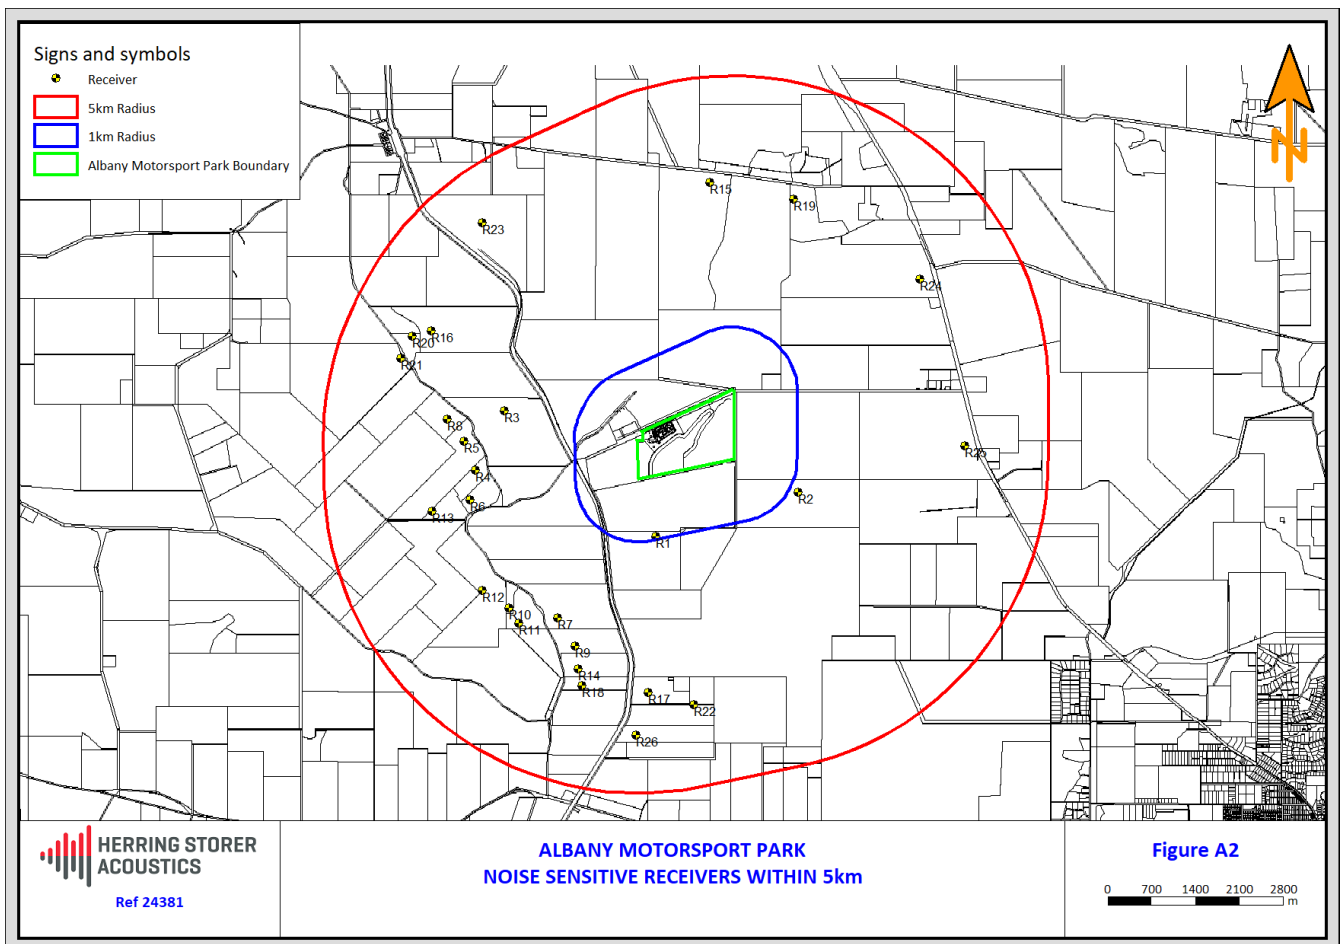 Signs and symbols
Receiver
5km Radius
1km Radius
Albany Motorsport Park Boundary
N
R15
R19
R23
R24
R16
R20
R21
R3
R8
R5
R25
R4
R2
R6
R13
R1
R12
R10
R7
R11
R9
R14
R18
R17
R22
R26
HERRING STORER
ACOUSTICS
Ref 24381
ALBANY MOTORSPORT PARK
NOISE SENSITIVE RECEIVERS WITHIN 5km
Figure A2
0 700 1400 2100 2800
m